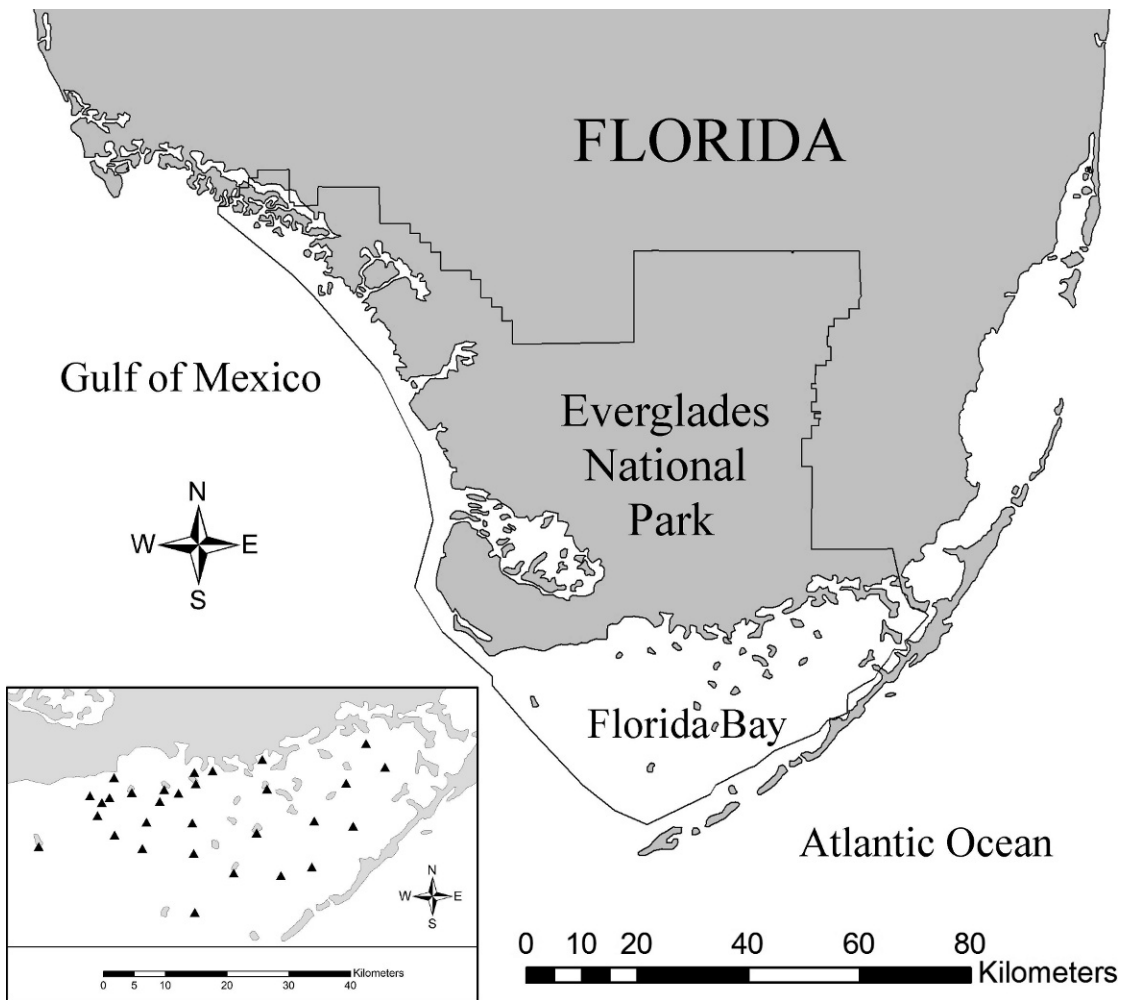 FLORIDA
Gulf of Mexico
Everglades
National
Park
N
W E
S
Florida Bay
Atlantic Ocean
N
W E
S
Kilometers
0 5 10 20 30 40
0 10 20 40 60 80
Kilometers